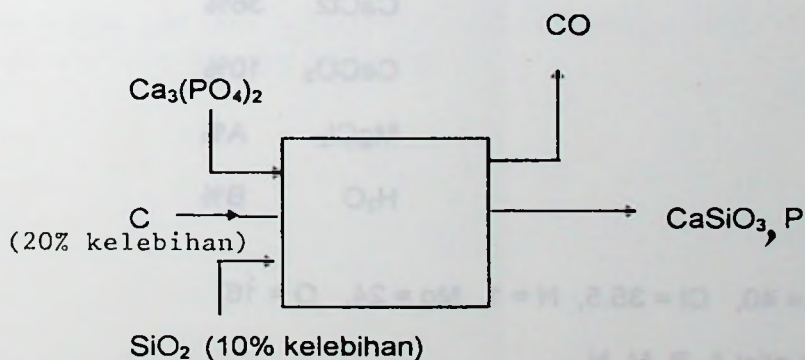 CO
Ca₃(PO₄)₂
C
(20% kelebihan)
CaSiO₃, P
SiO₂ (10% kelebihan)